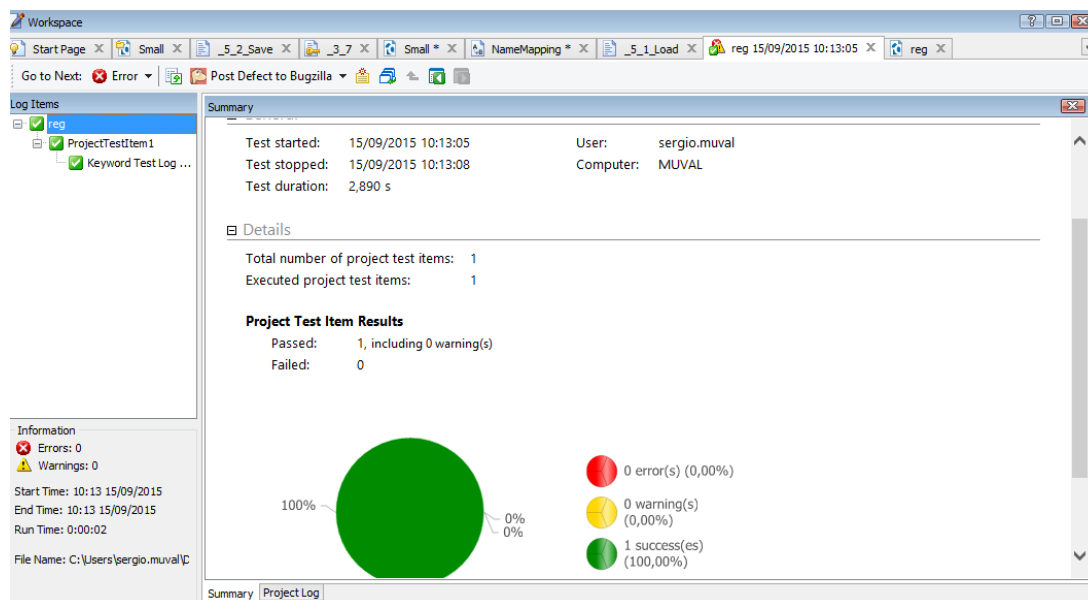 Workspace
Start Page X Small X _5_2_Save X _3_7 X Small * X NameMapping * X _5_1_Load X reg 15/09/2015 10:13:05 X reg X
Go to Next: Error Post Defect to Bugzilla
Log Items
reg
ProjectTestItem1
Keyword Test Log ...
Summary
Test started: 15/09/2015 10:13:05 User: sergio.muval
Test stopped: 15/09/2015 10:13:08 Computer: MUVAL
Test duration: 2,890 s
Details
Total number of project test items: 1
Executed project test items: 1
Project Test Item Results
Passed: 1, including 0 warning(s)
Failed: 0
100%
0%
0%
0 error(s) (0,00%)
0 warning(s)
(0,00%)
1 success(es)
(100,00%)
Information
Errors: 0
Warnings: 0
Start Time: 10:13 15/09/2015
End Time: 10:13 15/09/2015
Run Time: 0:00:02
File Name: C:\Users\sergio.muval\
Summary Project Log